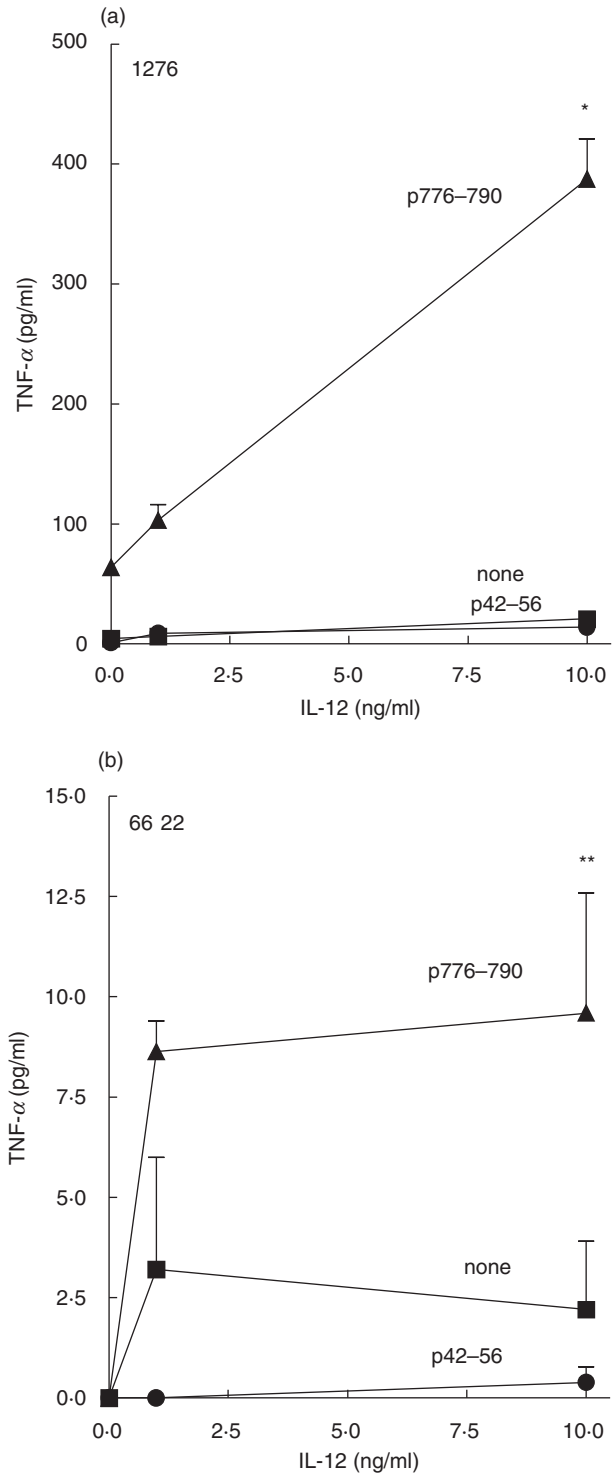 (a)
500
1276
*
400
p776–790
300
TNF-α (pg/ml)
200
100
none
p42–56
0
0·0 2·5 5·0 7·5 10·0
IL-12 (ng/ml)
(b)
15·0
66 22
**
12·5
p776–790
10·0
TNF-α (pg/ml)
7·5
5·0
none
2·5
p42–56
0·0
0·0 2·5 5·0 7·5 10·0
IL-12 (ng/ml)